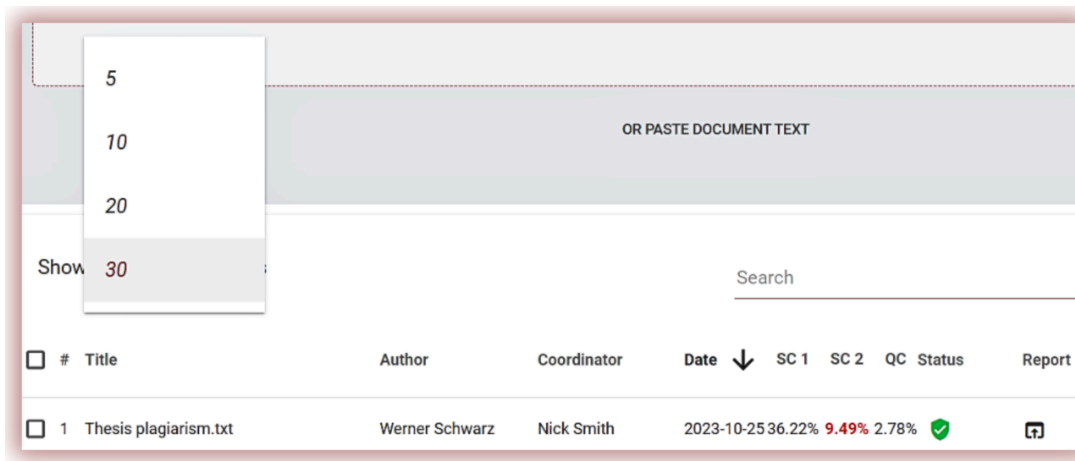 5
10
OR PASTE DOCUMENT TEXT
20
Show 30
Search
# Title Author Coordinator Date SC 1 SC 2 QC Status Report
1 Thesis plagiarism.txt Werner Schwarz Nick Smith 2023-10-25 36.22% 9.49% 2.78%